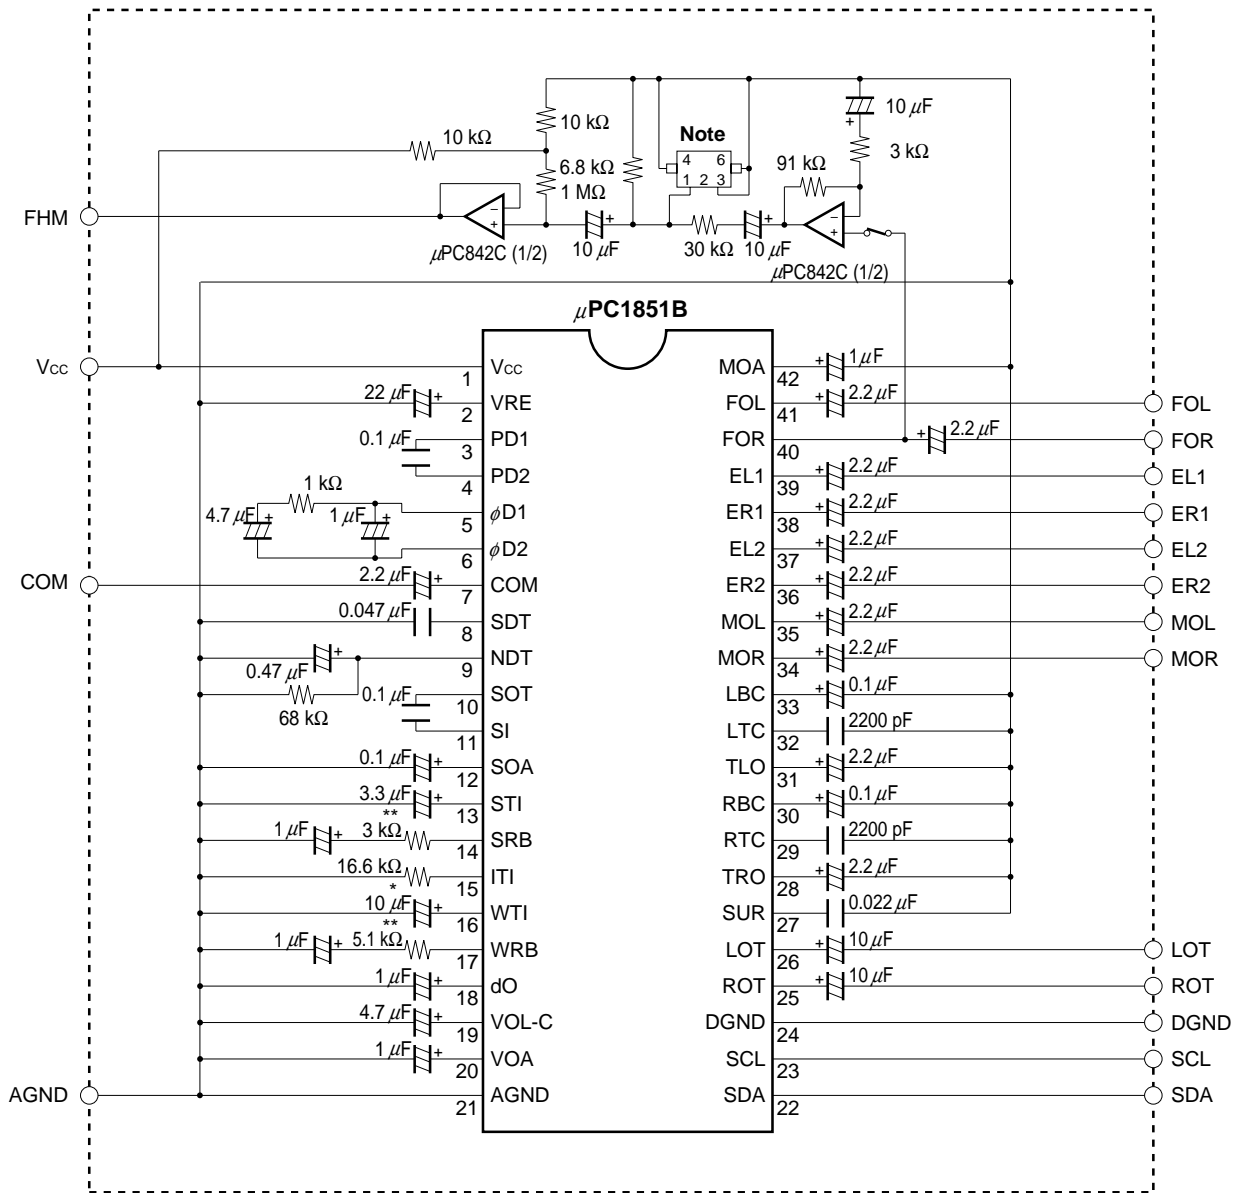 10 μF
10 kΩ
10 kΩ
Note
3 kΩ
4 6
1 2 3
6.8 kΩ
91 kΩ
1 MΩ
FHM
−
+
+
10 μF
30 kΩ
+
10 μF
−
+
μPC842C (1/2)
μPC842C (1/2)
μPC1851B
Vcc
Vcc
1
MOA
42
+
1 μF
22 μF
+
VRE
2
FOL
41
+
2.2 μF
FOL
0.1 μF
PD1
3
FOR
40
+
2.2 μF
FOR
PD2
4
EL1
39
+
2.2 μF
EL1
1 kΩ
4.7 μF
+
1 μF
+
φD1
5
ER1
38
+
2.2 μF
ER1
φD2
6
EL2
37
+
2.2 μF
EL2
COM
2.2 μF
+
COM
7
ER2
36
+
2.2 μF
ER2
0.047 μF
SDT
8
MOL
35
+
2.2 μF
MOL
0.47 μF
+
NDT
9
MOR
34
+
2.2 μF
MOR
68 kΩ
0.1 μF
SOT
10
LBC
33
+
0.1 μF
SI
11
LTC
32
2200 pF
0.1 μF
+
SOA
12
TLO
31
+
2.2 μF
3.3 μF
+
STI
13
RBC
30
+
0.1 μF
1 μF
+
**
3 kΩ
SRB
14
RTC
29
2200 pF
16.6 kΩ
ITI
15
TRO
28
+
2.2 μF
*
10 μF
+
WTI
16
SUR
27
0.022 μF
1 μF
+
**
5.1 kΩ
WRB
17
LOT
26
+
10 μF
LOT
1 μF
+
dO
18
ROT
25
+
10 μF
ROT
4.7 μF
+
VOL-C
19
DGND
24
DGND
1 μF
+
VOA
20
SCL
23
SCL
AGND
AGND
21
SDA
22
SDA